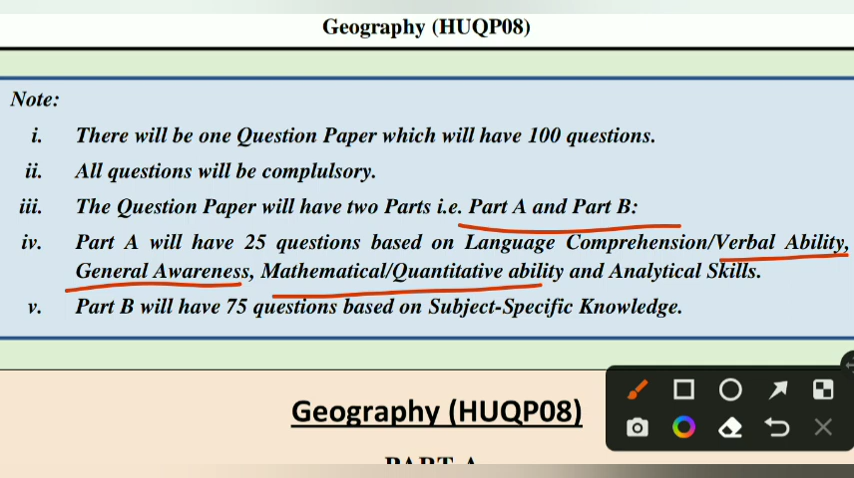 Geography (HUQP08)
Note:
i. There will be one Question Paper which will have 100 questions.
ii. All questions will be complulsory.
iii. The Question Paper will have two Parts i.e. Part A and Part B:
iv. Part A will have 25 questions based on Language Comprehension/Verbal Ability,
General Awareness, Mathematical/Quantitative ability and Analytical Skills.
v. Part B will have 75 questions based on Subject-Specific Knowledge.
Geography (HUQP08)
PART A